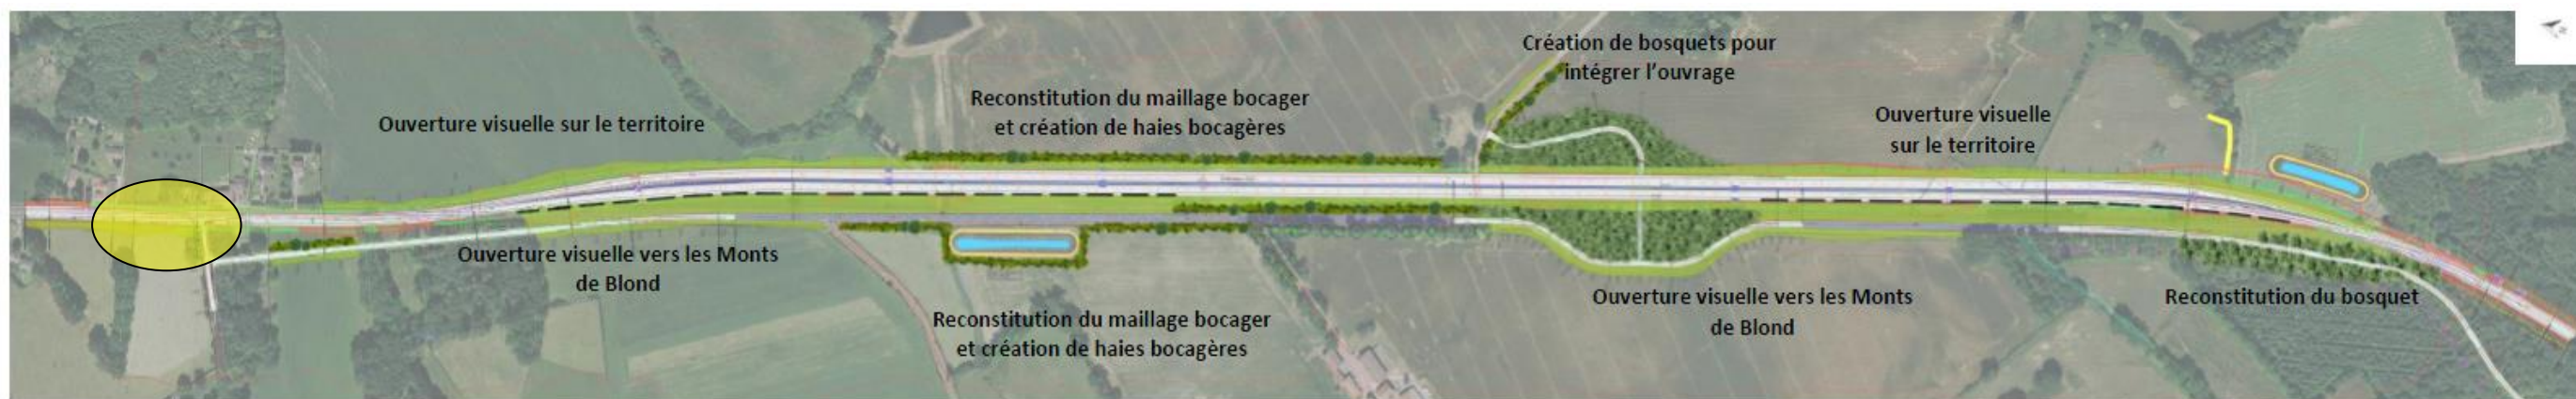 Création de bosquets pour
intégrer l'ouvrage
Reconstitution du maillage bocager
et création de haies bocagères
Ouverture visuelle
sur le territoire
Ouverture visuelle sur le territoire
Ouverture visuelle vers les Monts
de Blond
Reconstitution du maillage bocager
et création de haies bocagères
Ouverture visuelle vers les Monts
de Blond
Reconstitution du bosquet